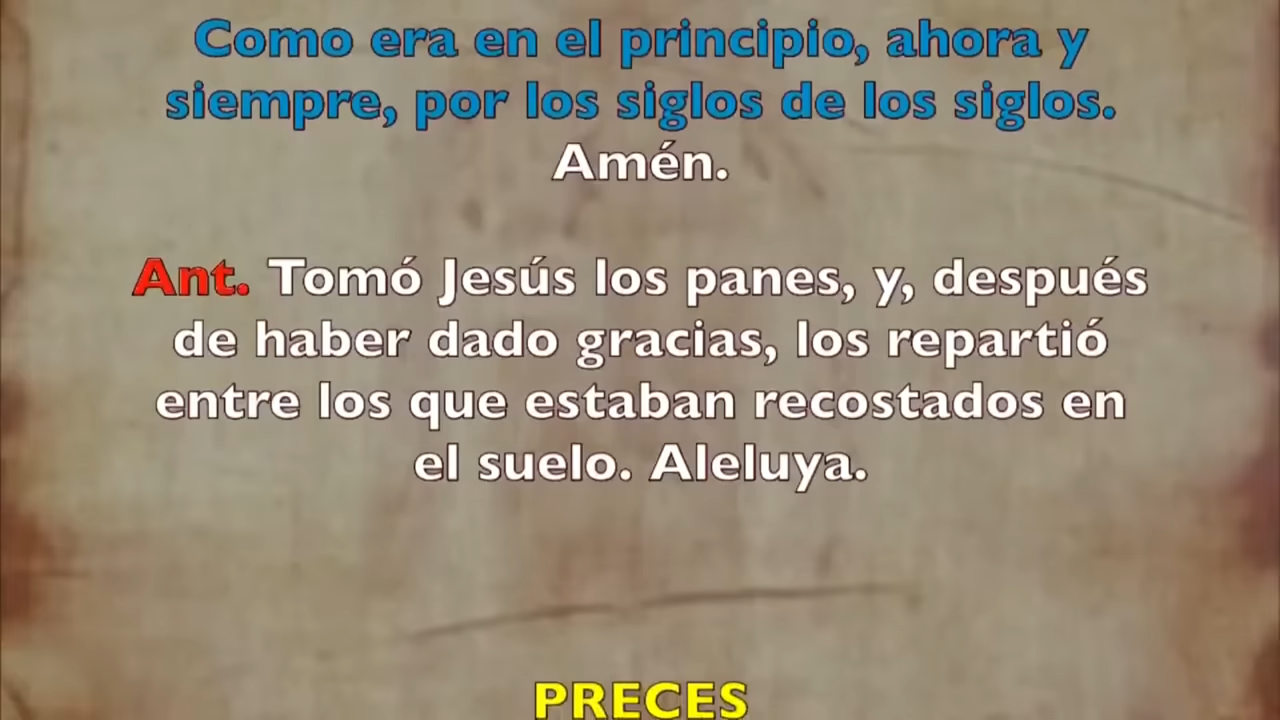 Como era en el principio, ahora y
siempre, por los siglos de los siglos.
Amén.
Ant. Tomó Jesús los panes, y, después
de haber dado gracias, los repartió
entre los que estaban recostados en
el suelo. Aleluya.
PRECES